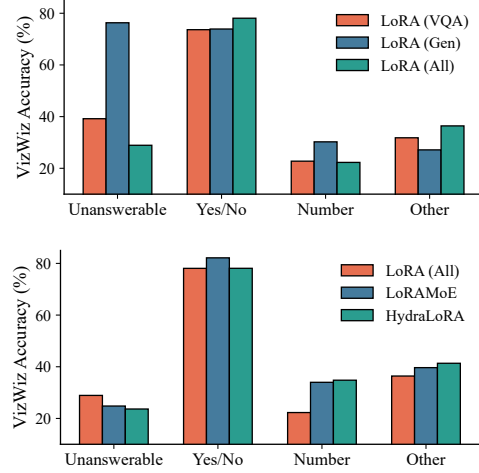 VizWiz Accuracy (%)
80
60
40
20
LoRA (VQA)
LoRA (Gen)
LoRA (All)
Unanswerable Yes/No Number Other
VizWiz Accuracy (%)
80
60
40
20
LoRA (All)
LoRAMoE
HydraLoRA
Unanswerable Yes/No Number Other